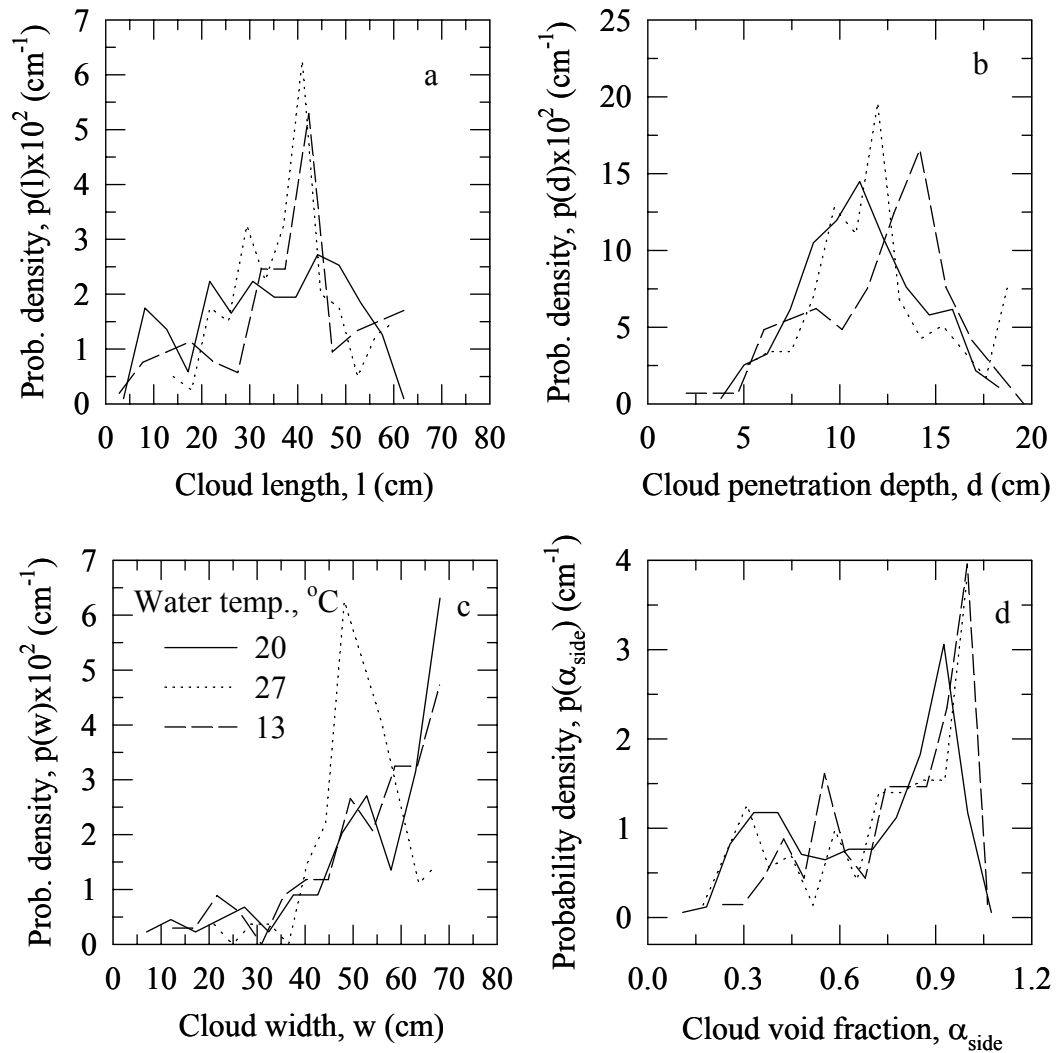 7
6
5
4
3
2
1
0
Prob. density, p(l)x10² (cm⁻¹)
a
0 10 20 30 40 50 60 70 80
Cloud length, l (cm)
25
20
15
10
5
0
Prob. density, p(d)x10² (cm⁻¹)
b
0 5 10 15 20
Cloud penetration depth, d (cm)
7
6
5
4
3
2
1
0
Prob. density, p(w)x10² (cm⁻¹)
Water temp., °C
c
20
27
13
0 10 20 30 40 50 60 70 80
Cloud width, w (cm)
4
3
2
1
0
Probability density, p(α_side) (cm⁻¹)
d
0.0 0.3 0.6 0.9 1.2
Cloud void fraction, α_side